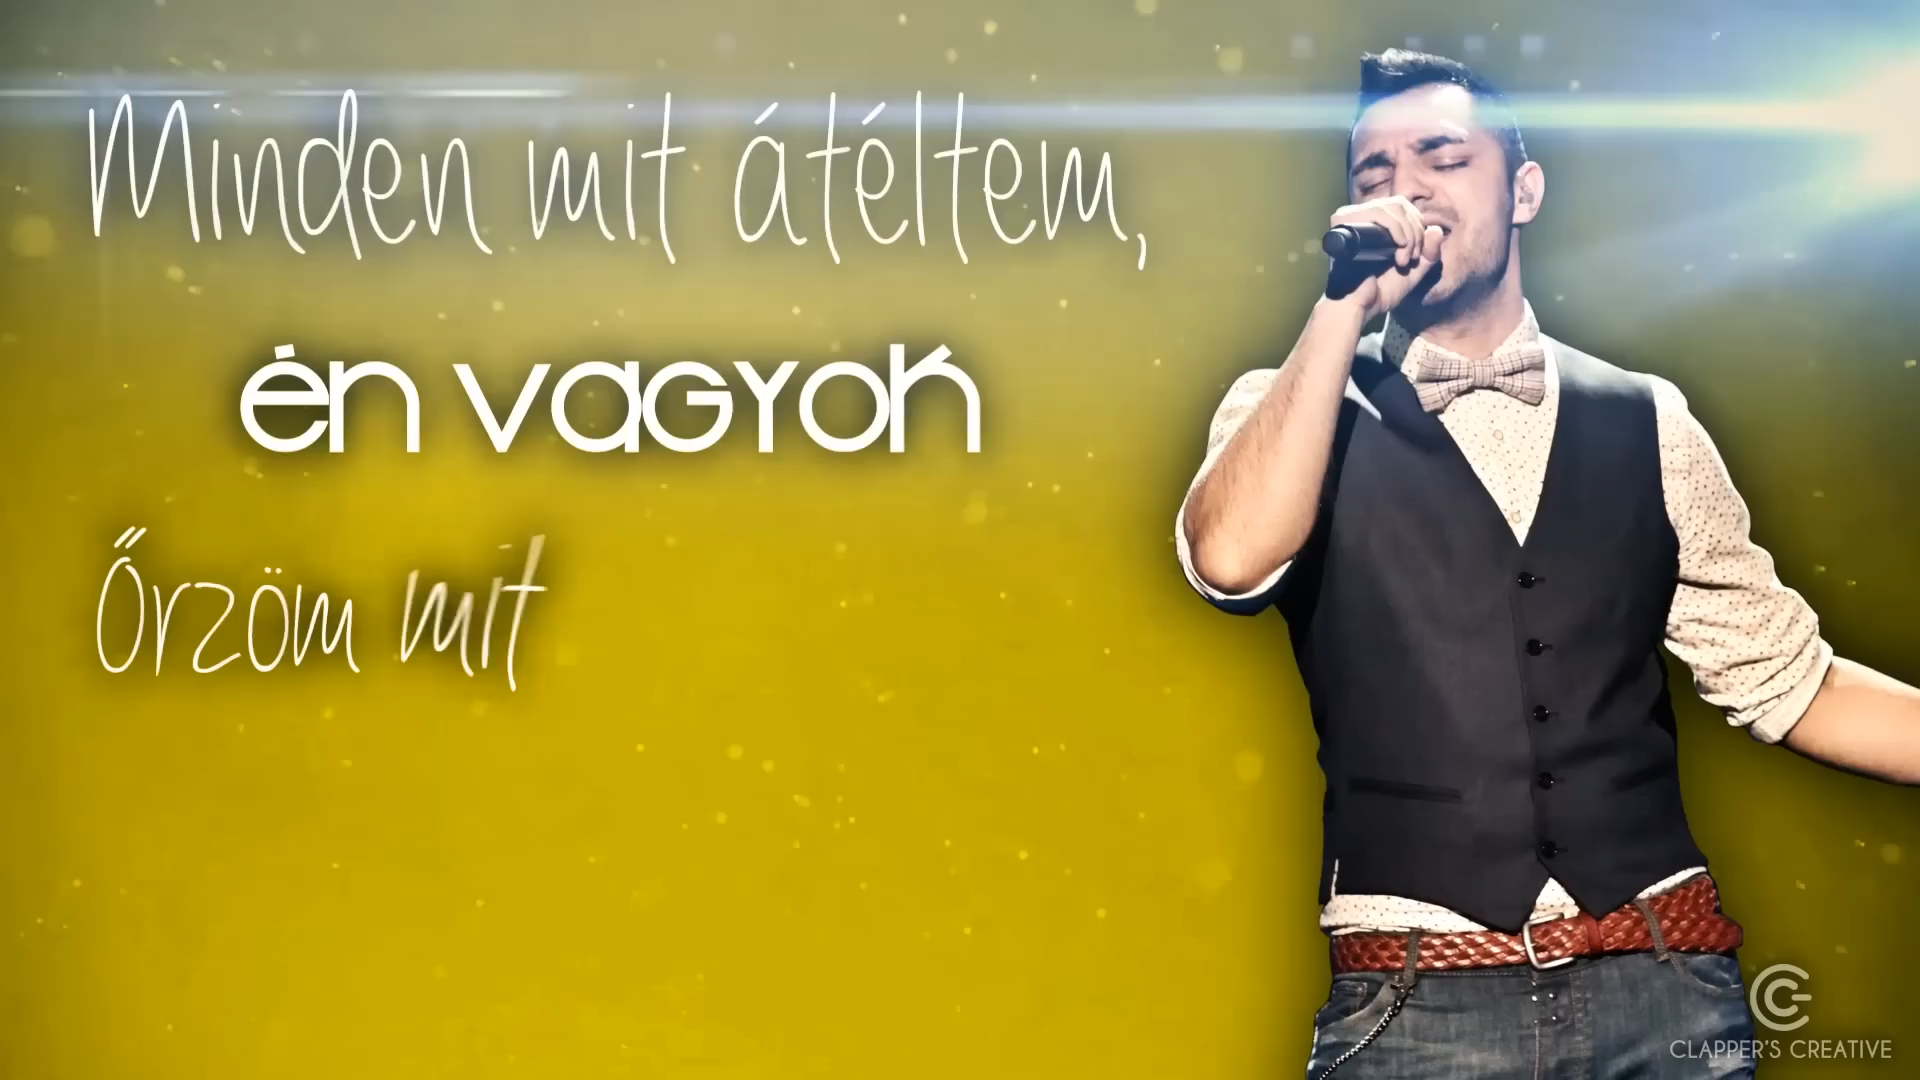 Minden mit átéltem,
én vagyok
Őrzöm mit
CLAPPER'S CREATIVE